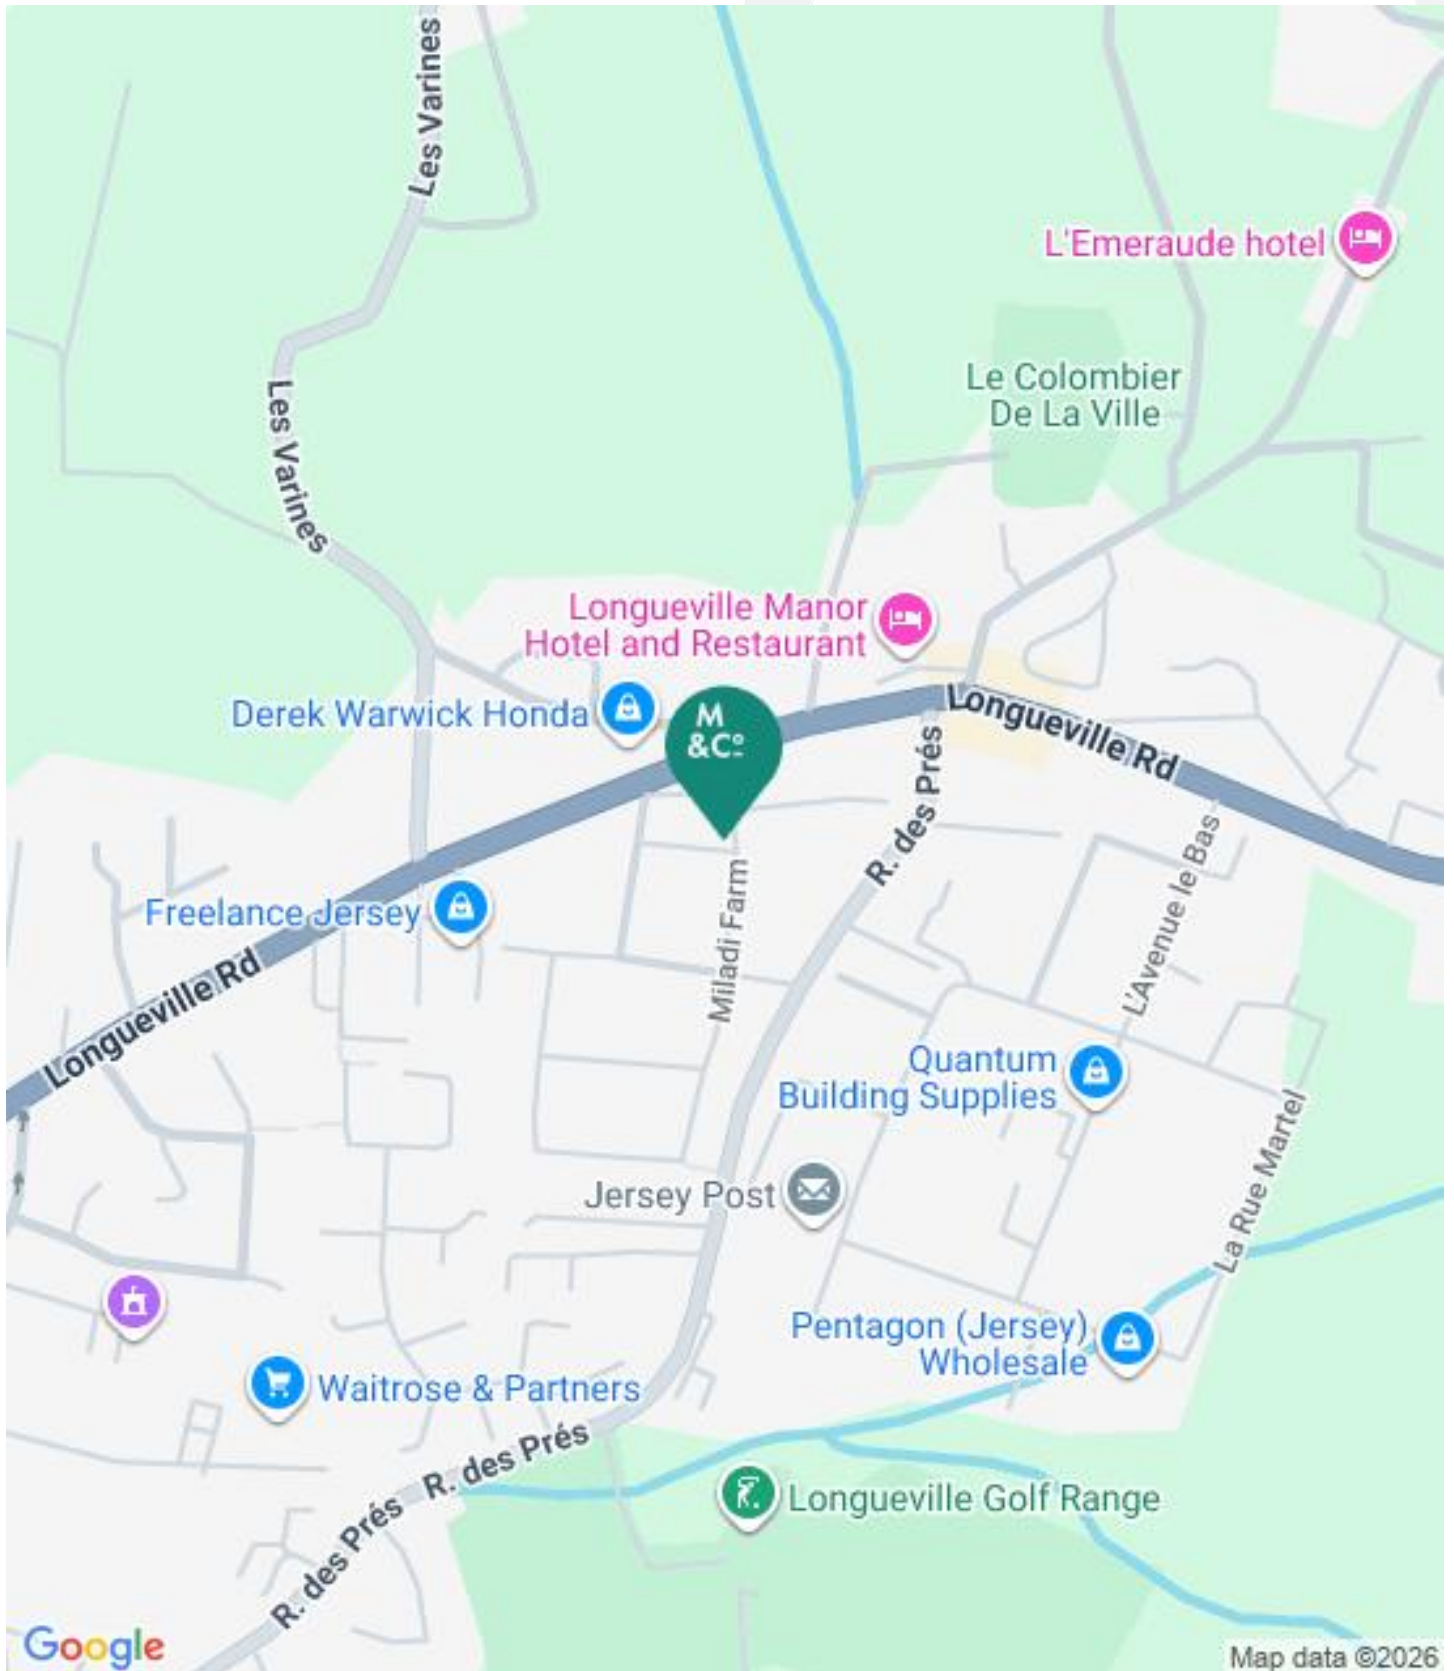 Les Varines
L'Emeraude hotel
Le Colombier
De La Ville
Les Varines
Longueville Manor
Hotel and Restaurant
Derek Warwick Honda
M
&Cº
Longueville Rd
R. des Prés
L'Avenue le Bas
Freelance Jersey
Miladi Farm
Longueville Rd
Quantum
Building Supplies
La Rue Martel
Jersey Post
Pentagon (Jersey)
Wholesale
Waitrose & Partners
R. des Prés
Longueville Golf Range
R. des Prés
Google
Map data ©2026